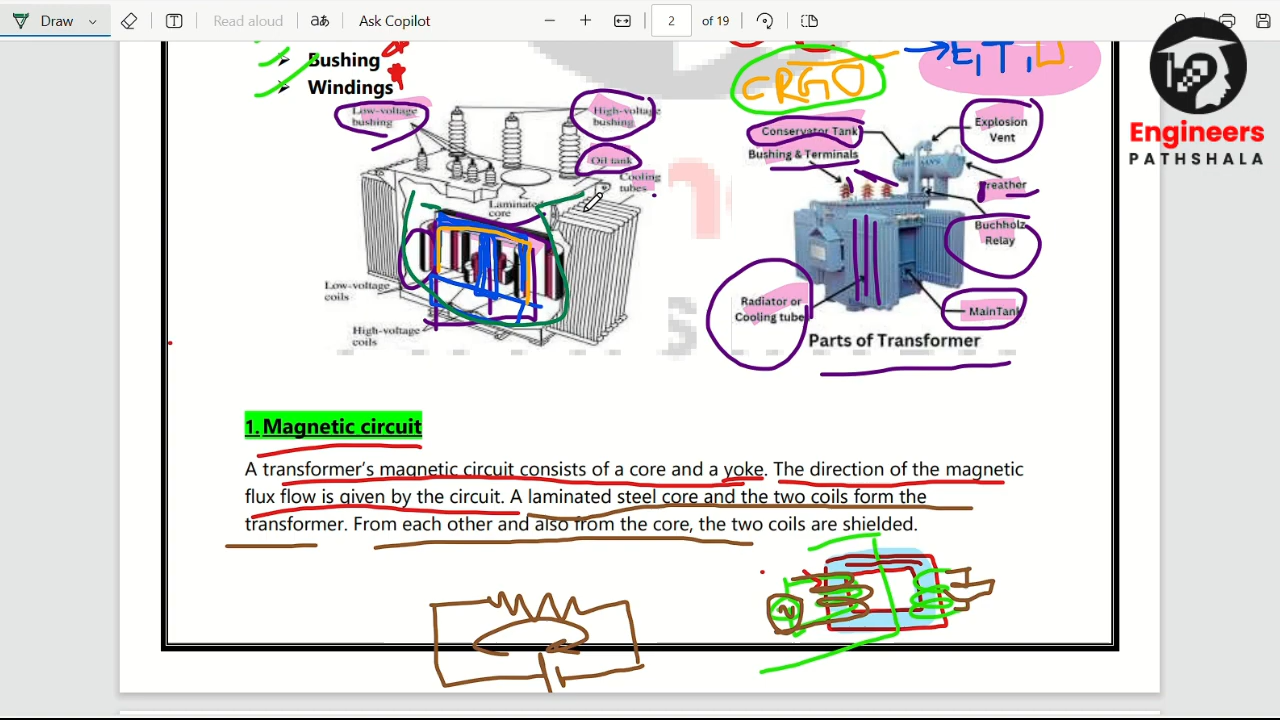 Draw
Read aloud
Ask Copilot
2
of 19
Bushing
Windings
CRGO
E, T, D
Engineers
PATHSHALA
Low-voltage
bushing
High-voltage
bushing
Oil tank
Cooling
tubes
Laminated
core
Low-voltage
coils
High-voltage
coils
Conservator Tank
Bushing & Terminals
Explosion
Vent
Breather
Buchholz
Relay
Radiator or
Cooling tube
MainTank
Parts of Transformer
1. Magnetic circuit
A transformer's magnetic circuit consists of a core and a yoke. The direction of the magnetic
flux flow is given by the circuit. A laminated steel core and the two coils form the
transformer. From each other and also from the core, the two coils are shielded.